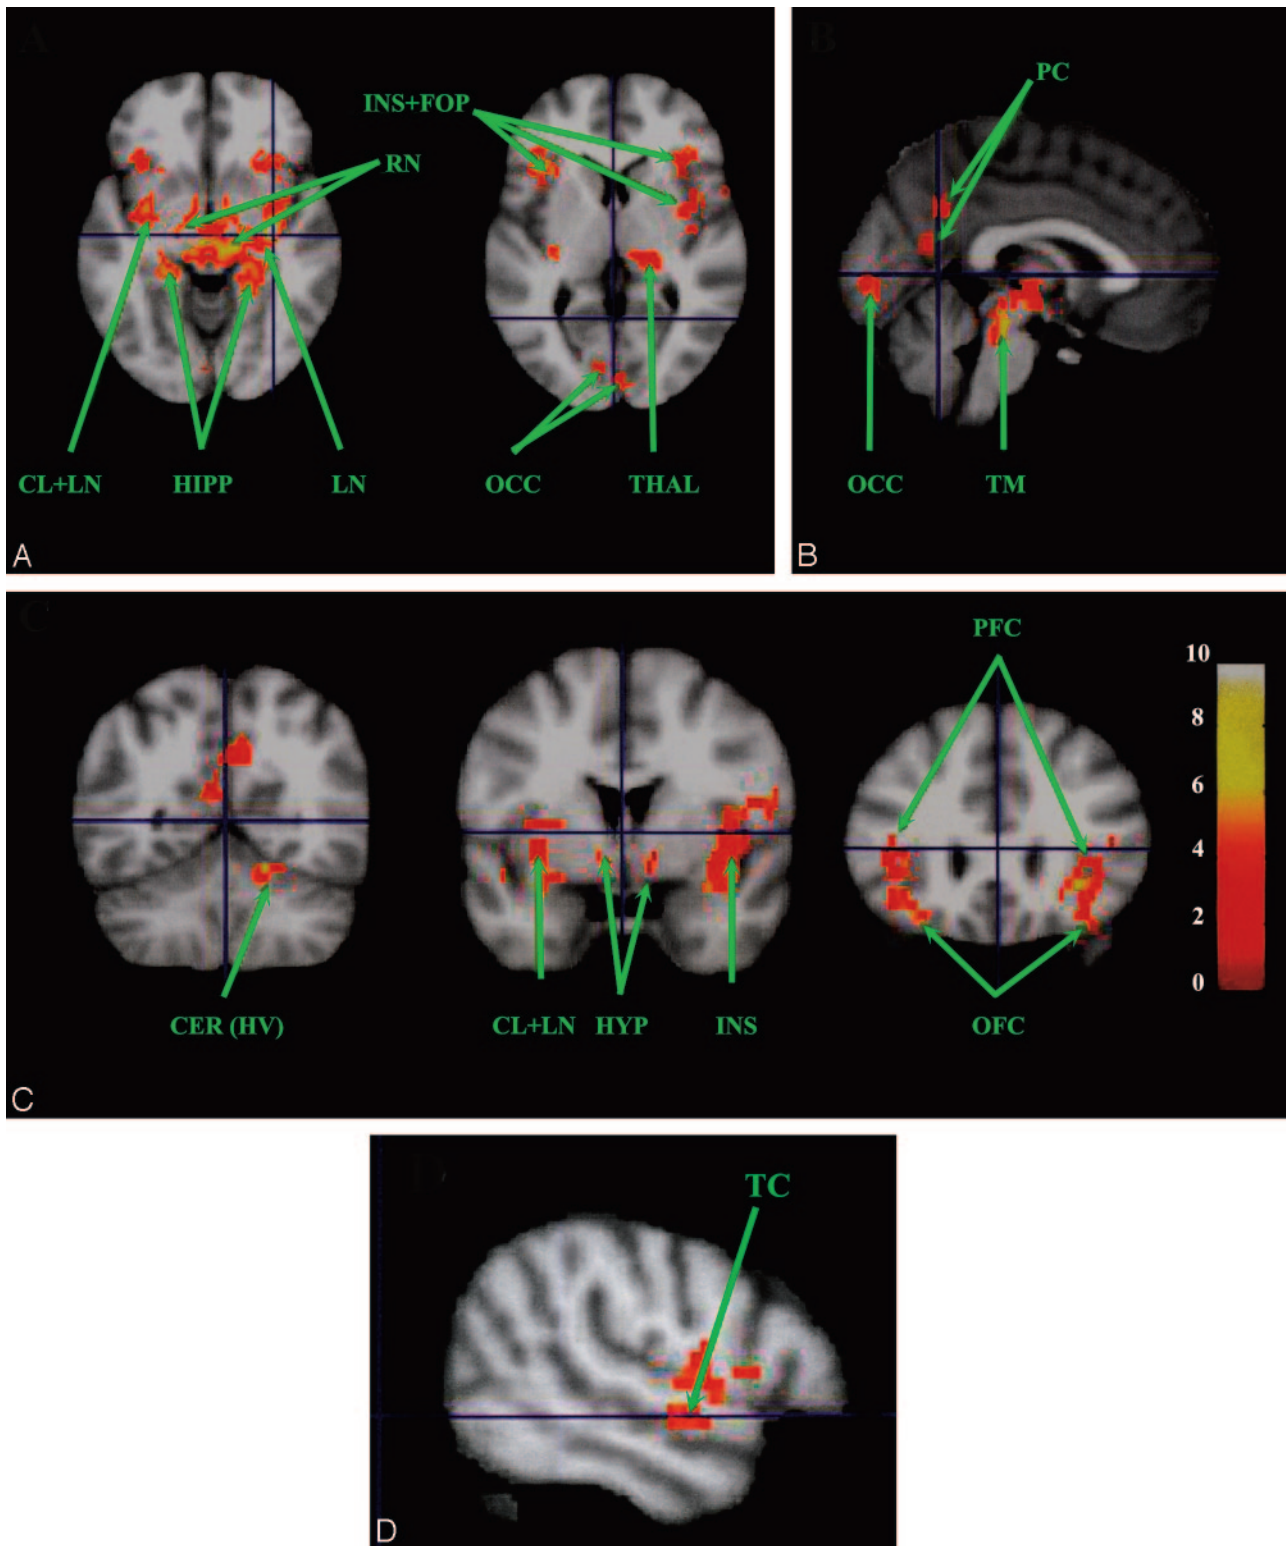 A
INS+FOP
RN
CL+LN HIPP LN OCC THAL
A
B
PC
OCC TM
B
C
PFC
10
8
6
4
2
0
CER (HV) CL+LN HYP INS OFC
C
D
TC
D